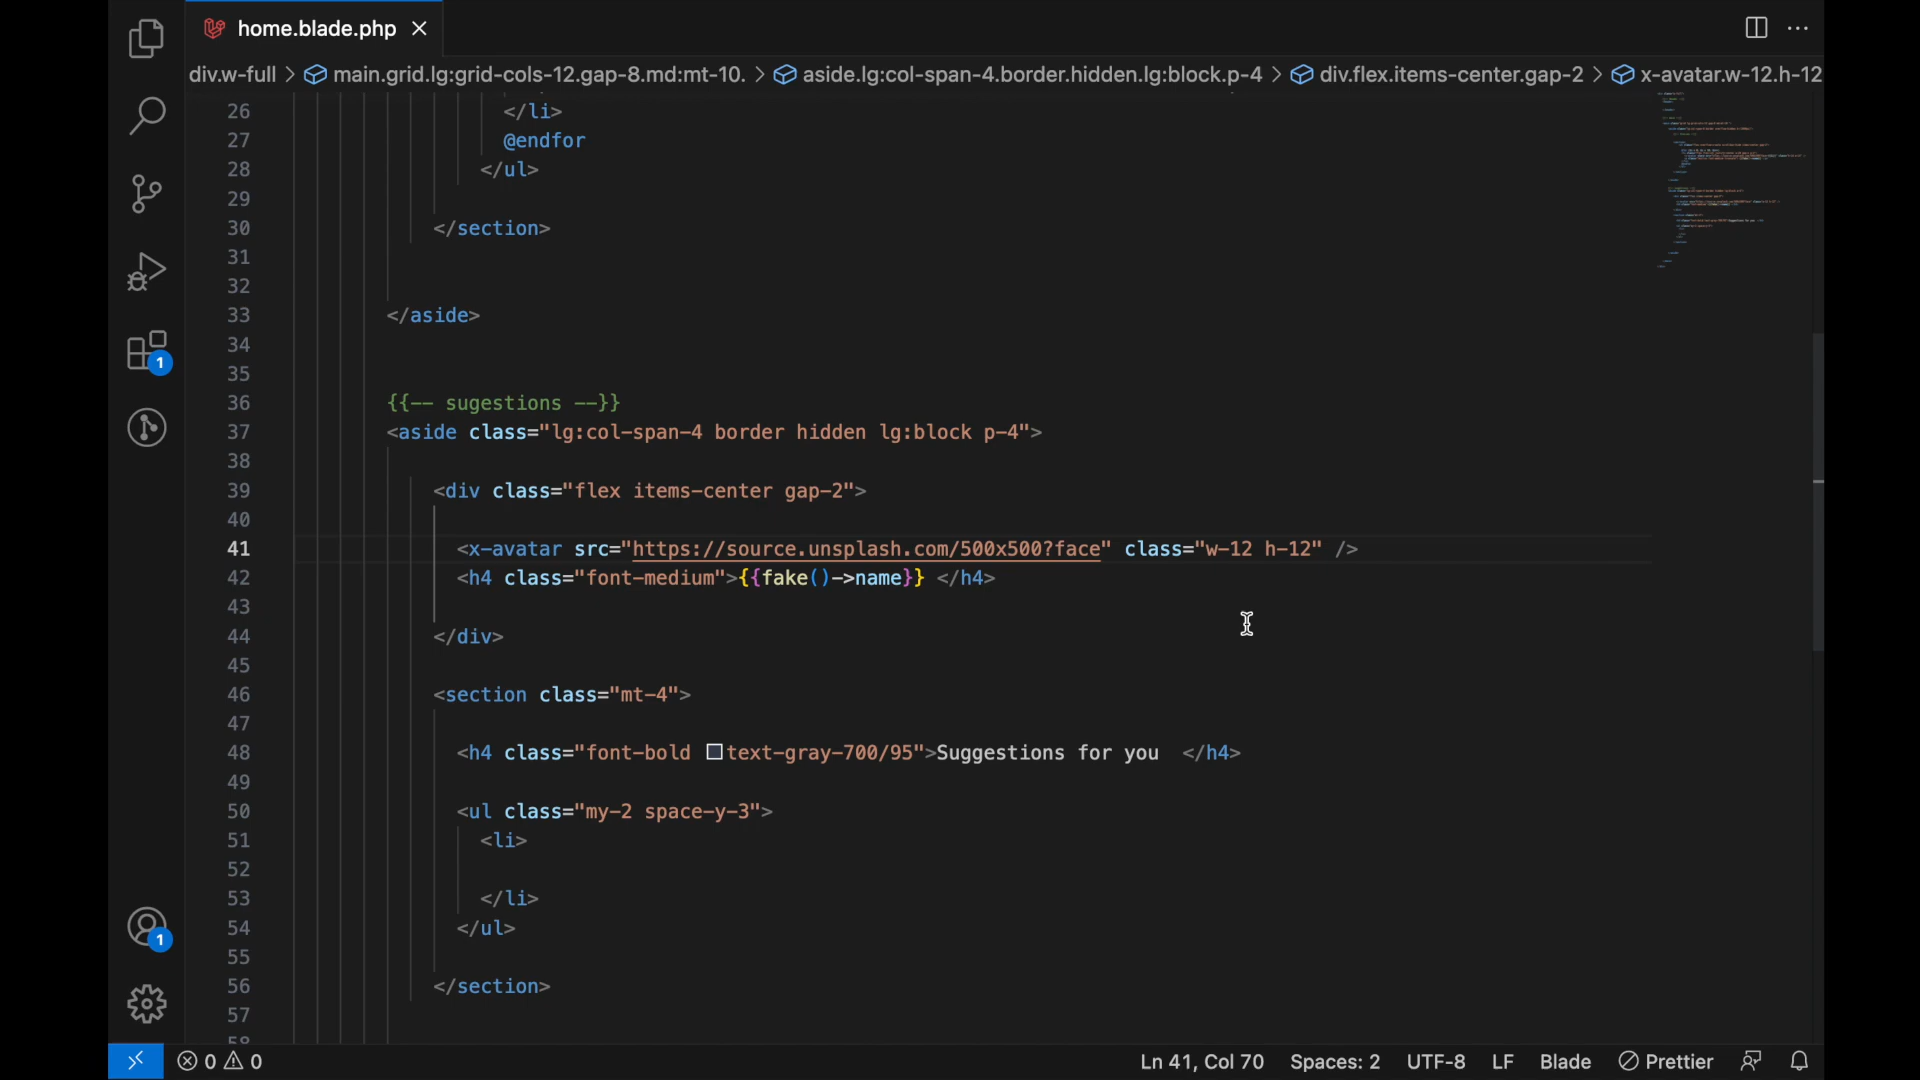 home.blade.php
div.w-full > main.grid.lg:grid-cols-12.gap-8.md:mt-10. > aside.lg:col-span-4.border.hidden.lg:block.p-4 > div.flex.items-center.gap-2 > x-avatar.w-12.h-12
26 </li>
27 @endfor
28 </ul>
29
30 </section>
31
32
33 </aside>
34
35
36 {{-- sugestions --}}
37 <aside class="lg:col-span-4 border hidden lg:block p-4">
38
39 <div class="flex items-center gap-2">
40
41 <x-avatar src="https://source.unsplash.com/500x500?face" class="w-12 h-12" />
42 <h4 class="font-medium">{{fake()->name}} </h4>
43
44 </div>
45
46 <section class="mt-4">
47
48 <h4 class="font-bold text-gray-700/95">Suggestions for you  </h4>
49
50 <ul class="my-2 space-y-3">
51 <li>
52
53 </li>
54 </ul>
55
56 </section>
57
58
1
1
0 0 Ln 41, Col 70 Spaces: 2 UTF-8 LF Blade Prettier